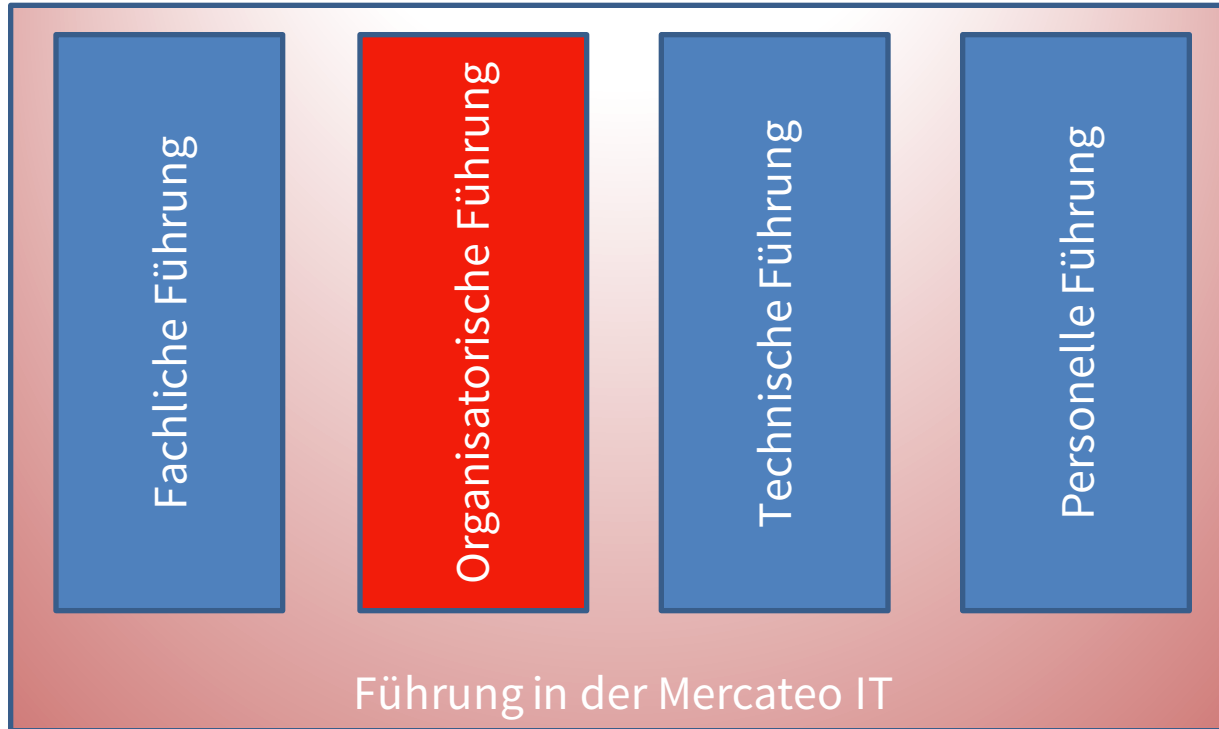 Fachliche Führung
Organisatorische Führung
Technische Führung
Personelle Führung
Führung in der Mercateo IT